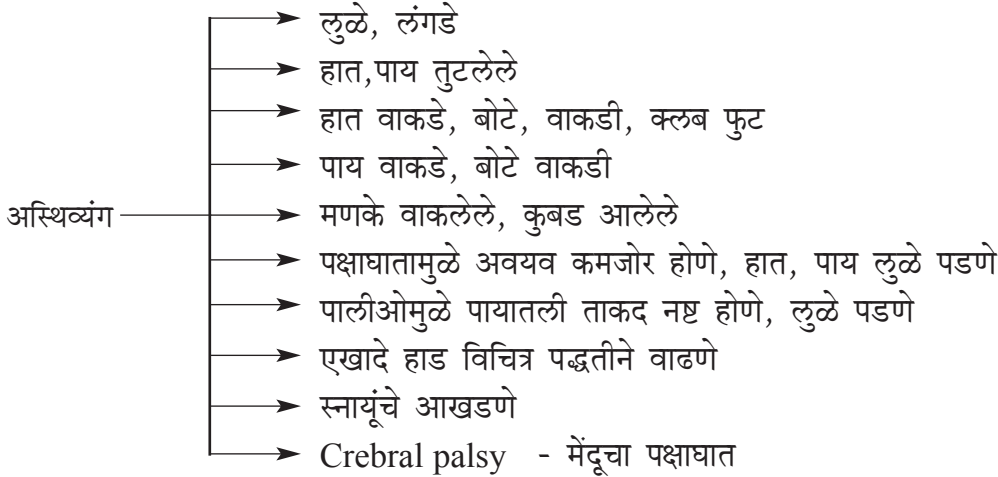 लुळे, लंगडे
हात,पाय तुटलेले
हात वाकडे, बोटे, वाकडी, क्लब फुट
पाय वाकडे, बोटे वाकडी
अस्थिव्यंग
मणके वाकलेले, कुबड आलेले
पक्षाघातामुळे अवयव कमजोर होणे, हात, पाय लुळे पडणे
पालीओमुळे पायातली ताकद नष्ट होणे, लुळे पडणे
एखादे हाड विचित्र पद्धतीने वाढणे
स्नायूंचे आखडणे
Crebral palsy - मेंदूचा पक्षाघात